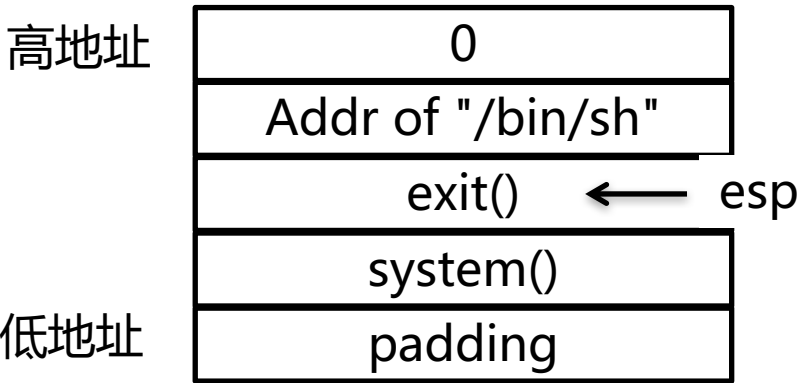 高地址 0
Addr of "/bin/sh"
exit() esp
system()
低地址 padding